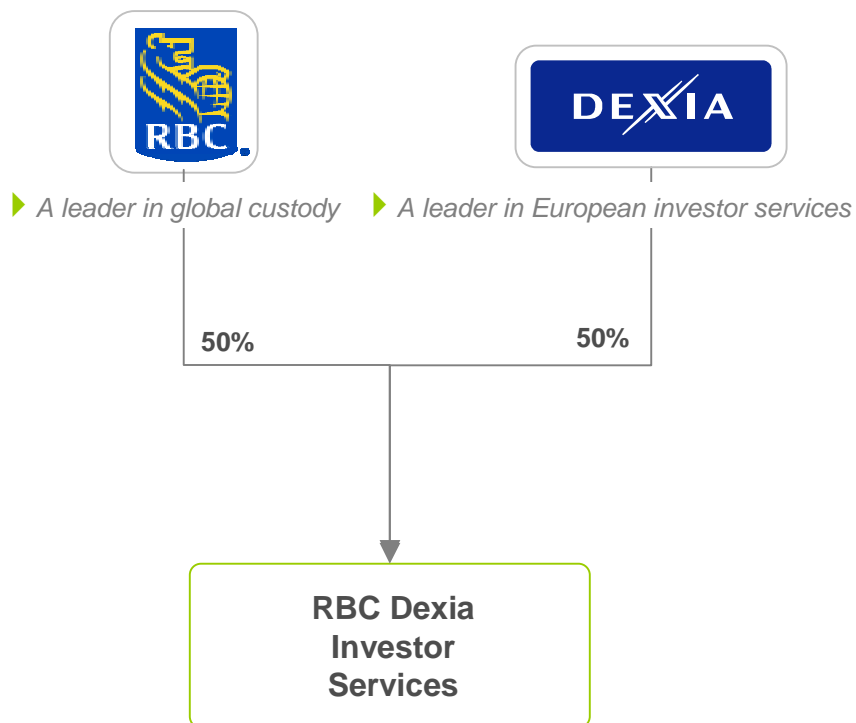 RBC
DEXIA
A leader in global custody
A leader in European investor services
50%
50%
RBC Dexia
Investor
Services